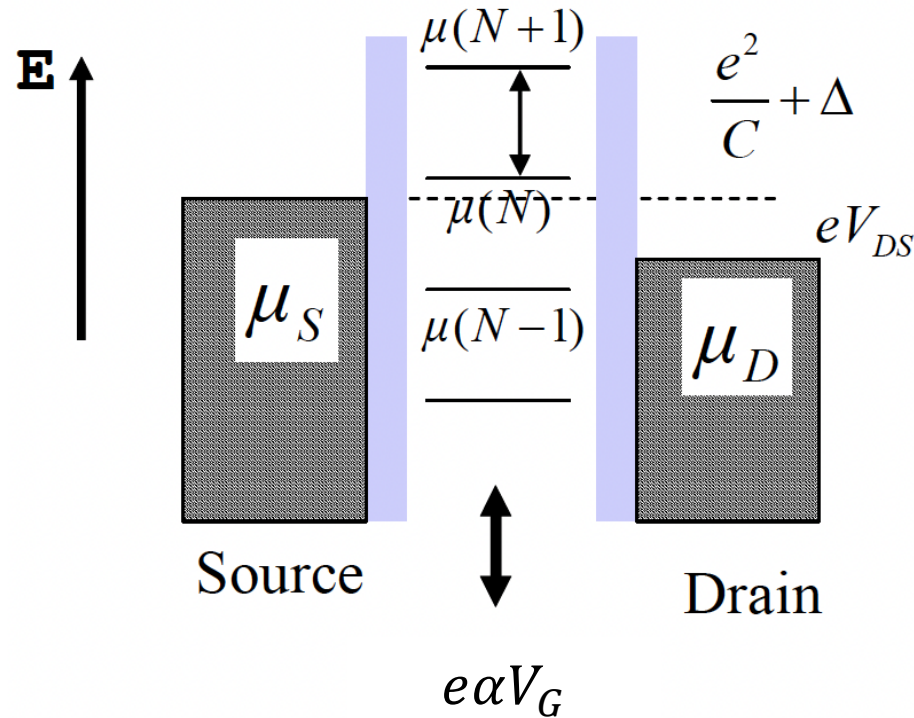 E
μ(N+1)
e²/C + Δ
μ(N)
eV_DS
μ_S
μ(N−1)
μ_D
Source
Drain
eαV_G